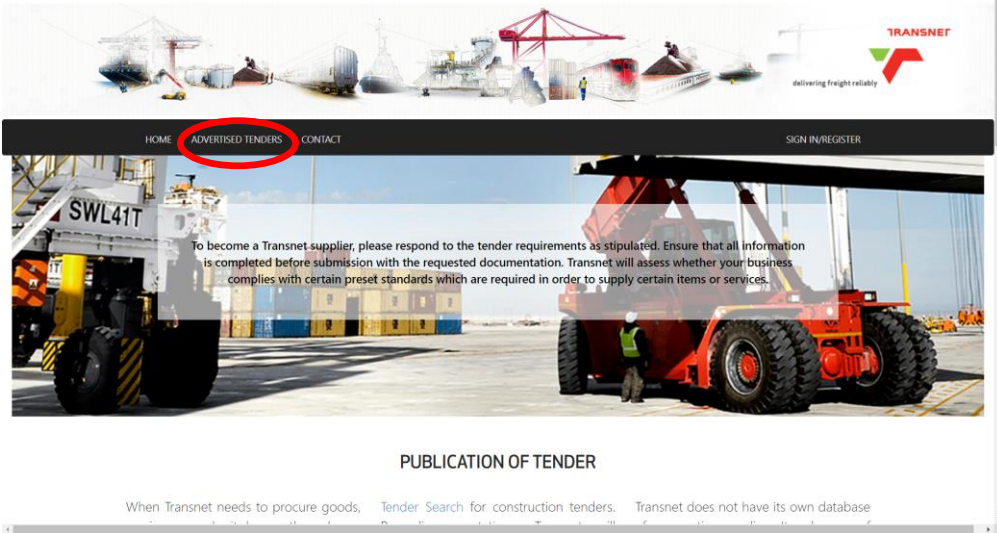 TRANSNET
delivering freight reliably
HOME ADVERTISED TENDERS CONTACT SIGN IN/REGISTER
SWL41T
To become a Transnet supplier, please respond to the tender requirements as stipulated. Ensure that all information
is completed before submission with the requested documentation. Transnet will assess whether your business
complies with certain preset standards which are required in order to supply certain items or services.
PUBLICATION OF TENDER
When Transnet needs to procure goods,
Tender Search for construction tenders.
Transnet does not have its own database